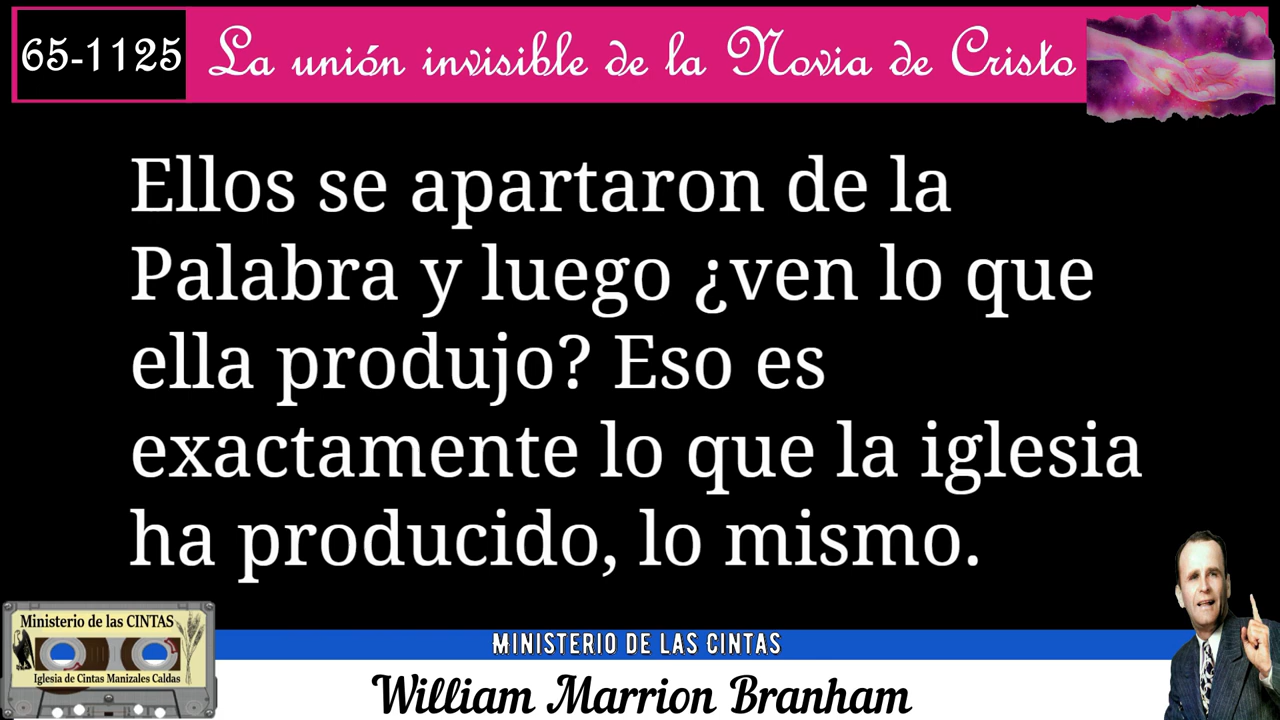 65-1125 La unión invisible de la Novia de Cristo
Ellos se apartaron de la
Palabra y luego ¿ven lo que
ella produjo? Eso es
exactamente lo que la iglesia
ha producido, lo mismo.
Ministerio de las CINTAS
Iglesia de Cintas Manizales Caldas
MINISTERIO DE LAS CINTAS
William Marrion Branham